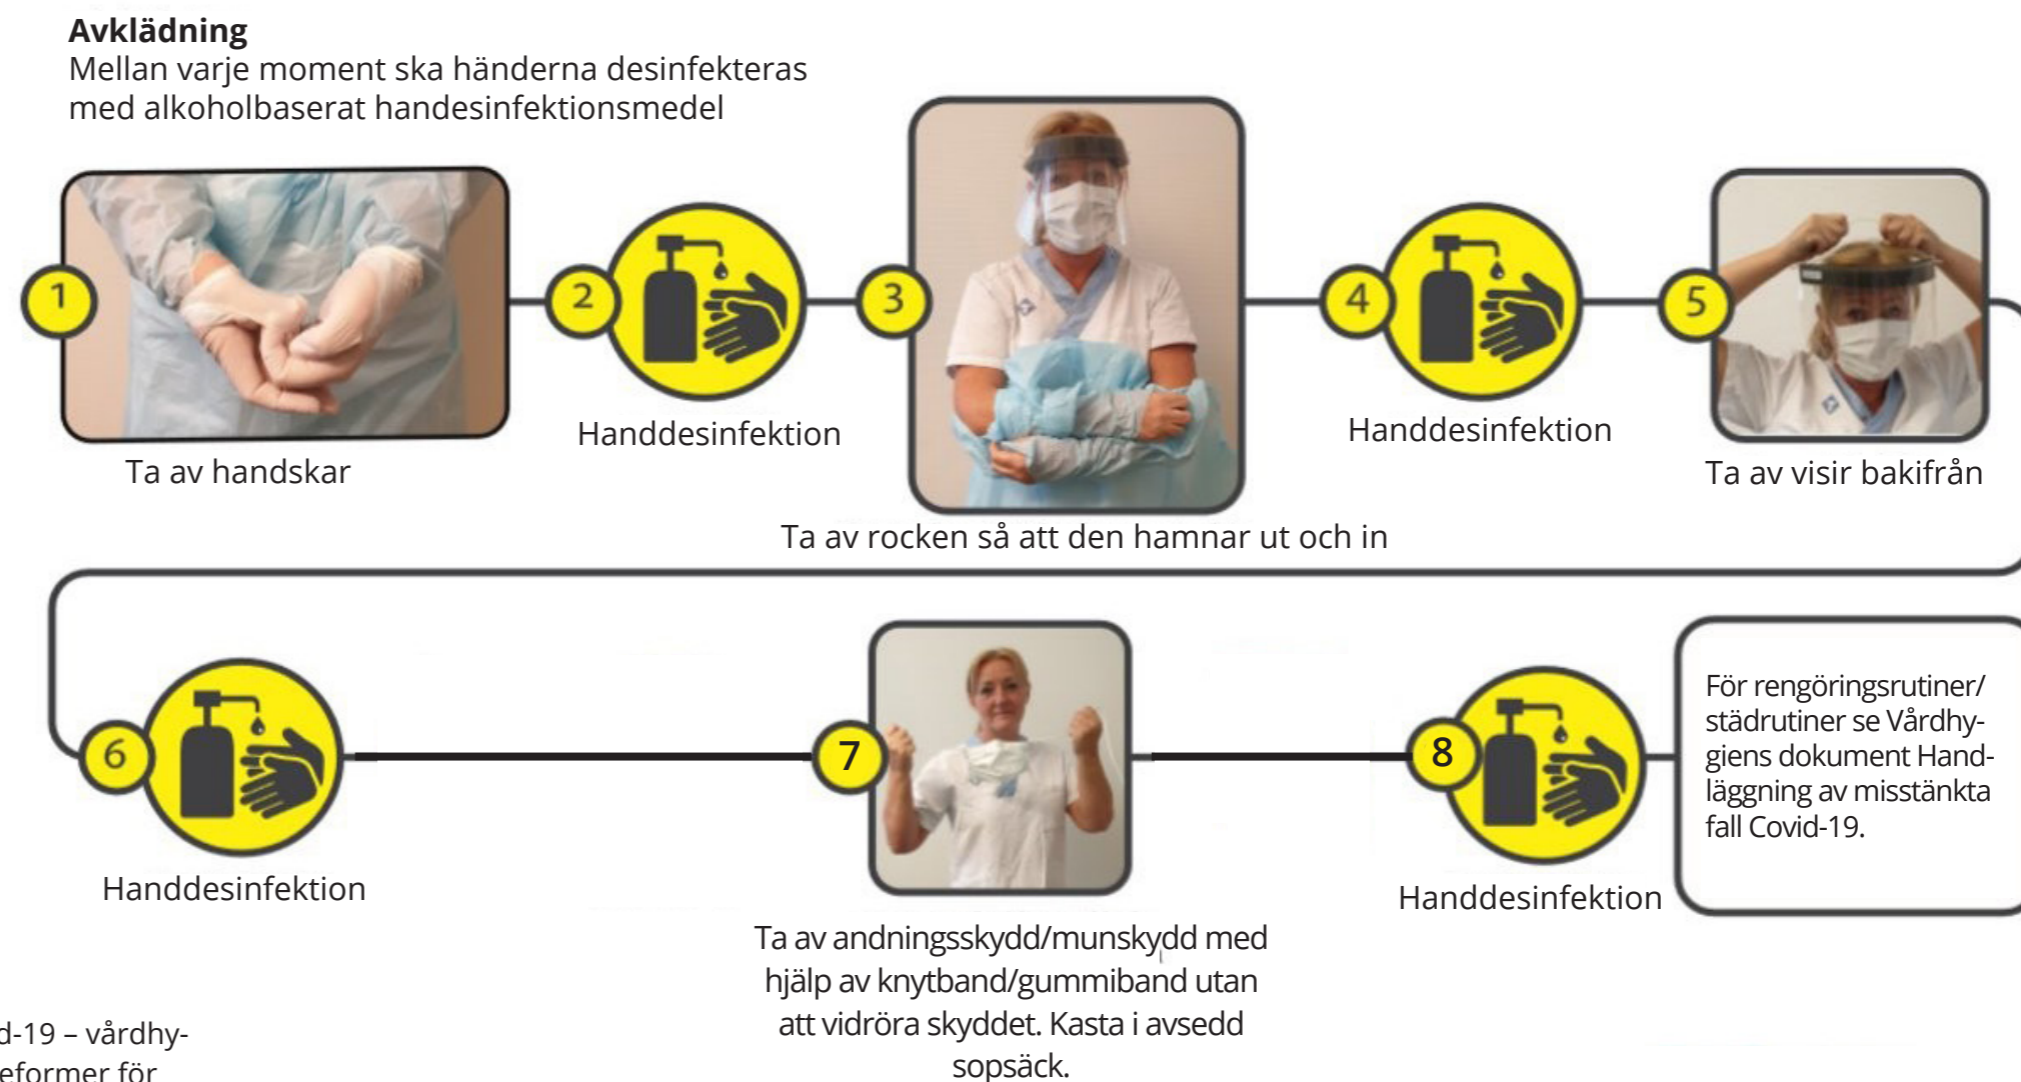 Avklädning
Mellan varje moment ska händerna desinfekteras
med alkoholbaserat handesinfektionsmedel
1
2
3
4
5
Handdesinfektion
Handdesinfektion
Ta av handskar
Ta av visir bakifrån
Ta av rocken så att den hamnar ut och in
6
7
8
För rengöringsrutiner/
städrutiner se Vårdhy-
giens dokument Hand-
läggning av misstänkta
fall Covid-19.
Handdesinfektion
Handdesinfektion
Ta av andningsskydd/munskydd med
hjälp av knytband/gummiband utan
att vidröra skyddet. Kasta i avsedd
sopsäck.
d-19 – vårdhy-
eformer för